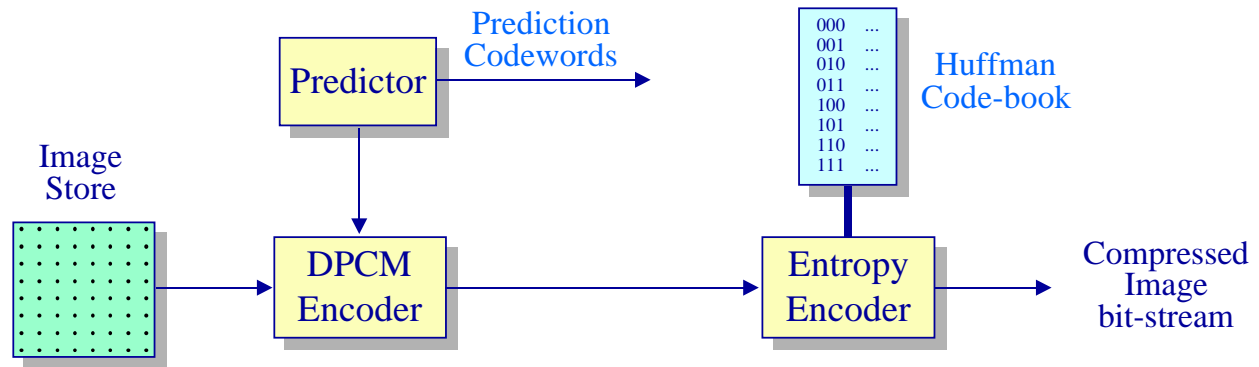 Prediction
Codewords
Predictor
000 ...
001 ...
010 ...
011 ...
100 ...
101 ...
110 ...
111 ...
Huffman
Code-book
Image
Store
DPCM
Encoder
Entropy
Encoder
Compressed
Image
bit-stream